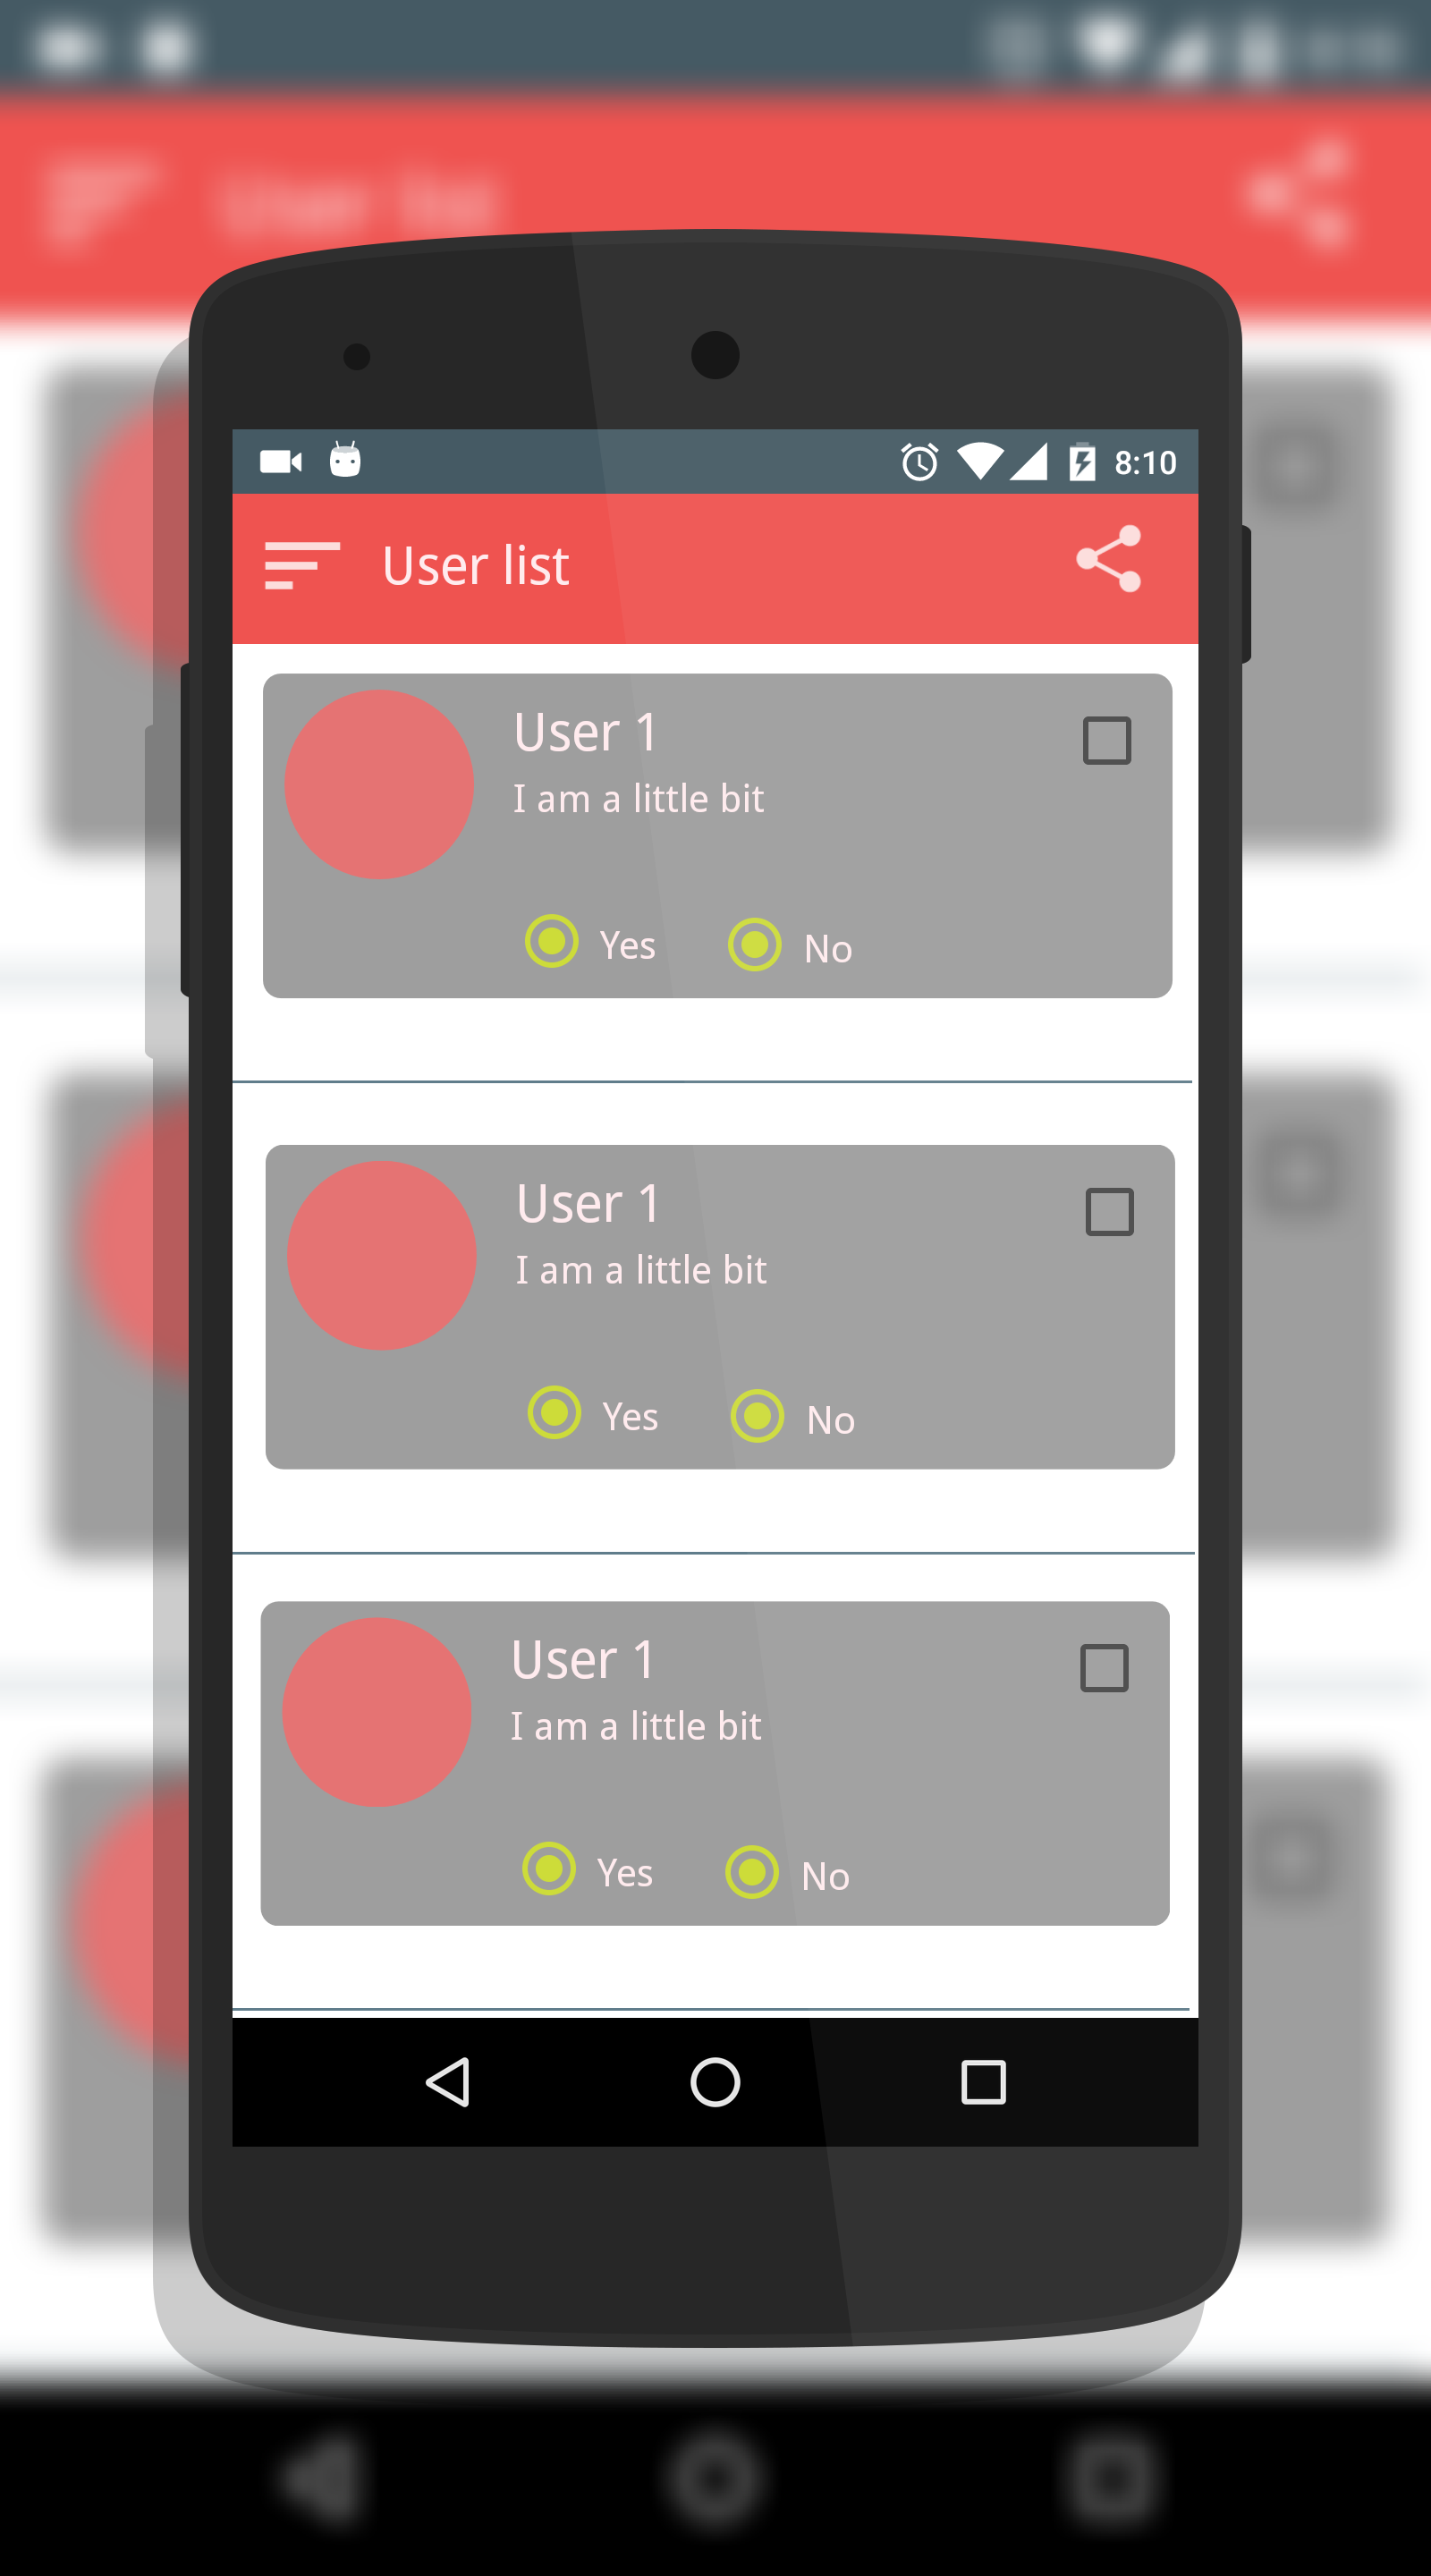 8:10
User list
User 1
I am a little bit
Yes No
User 1
I am a little bit
Yes No
User 1
I am a little bit
Yes No